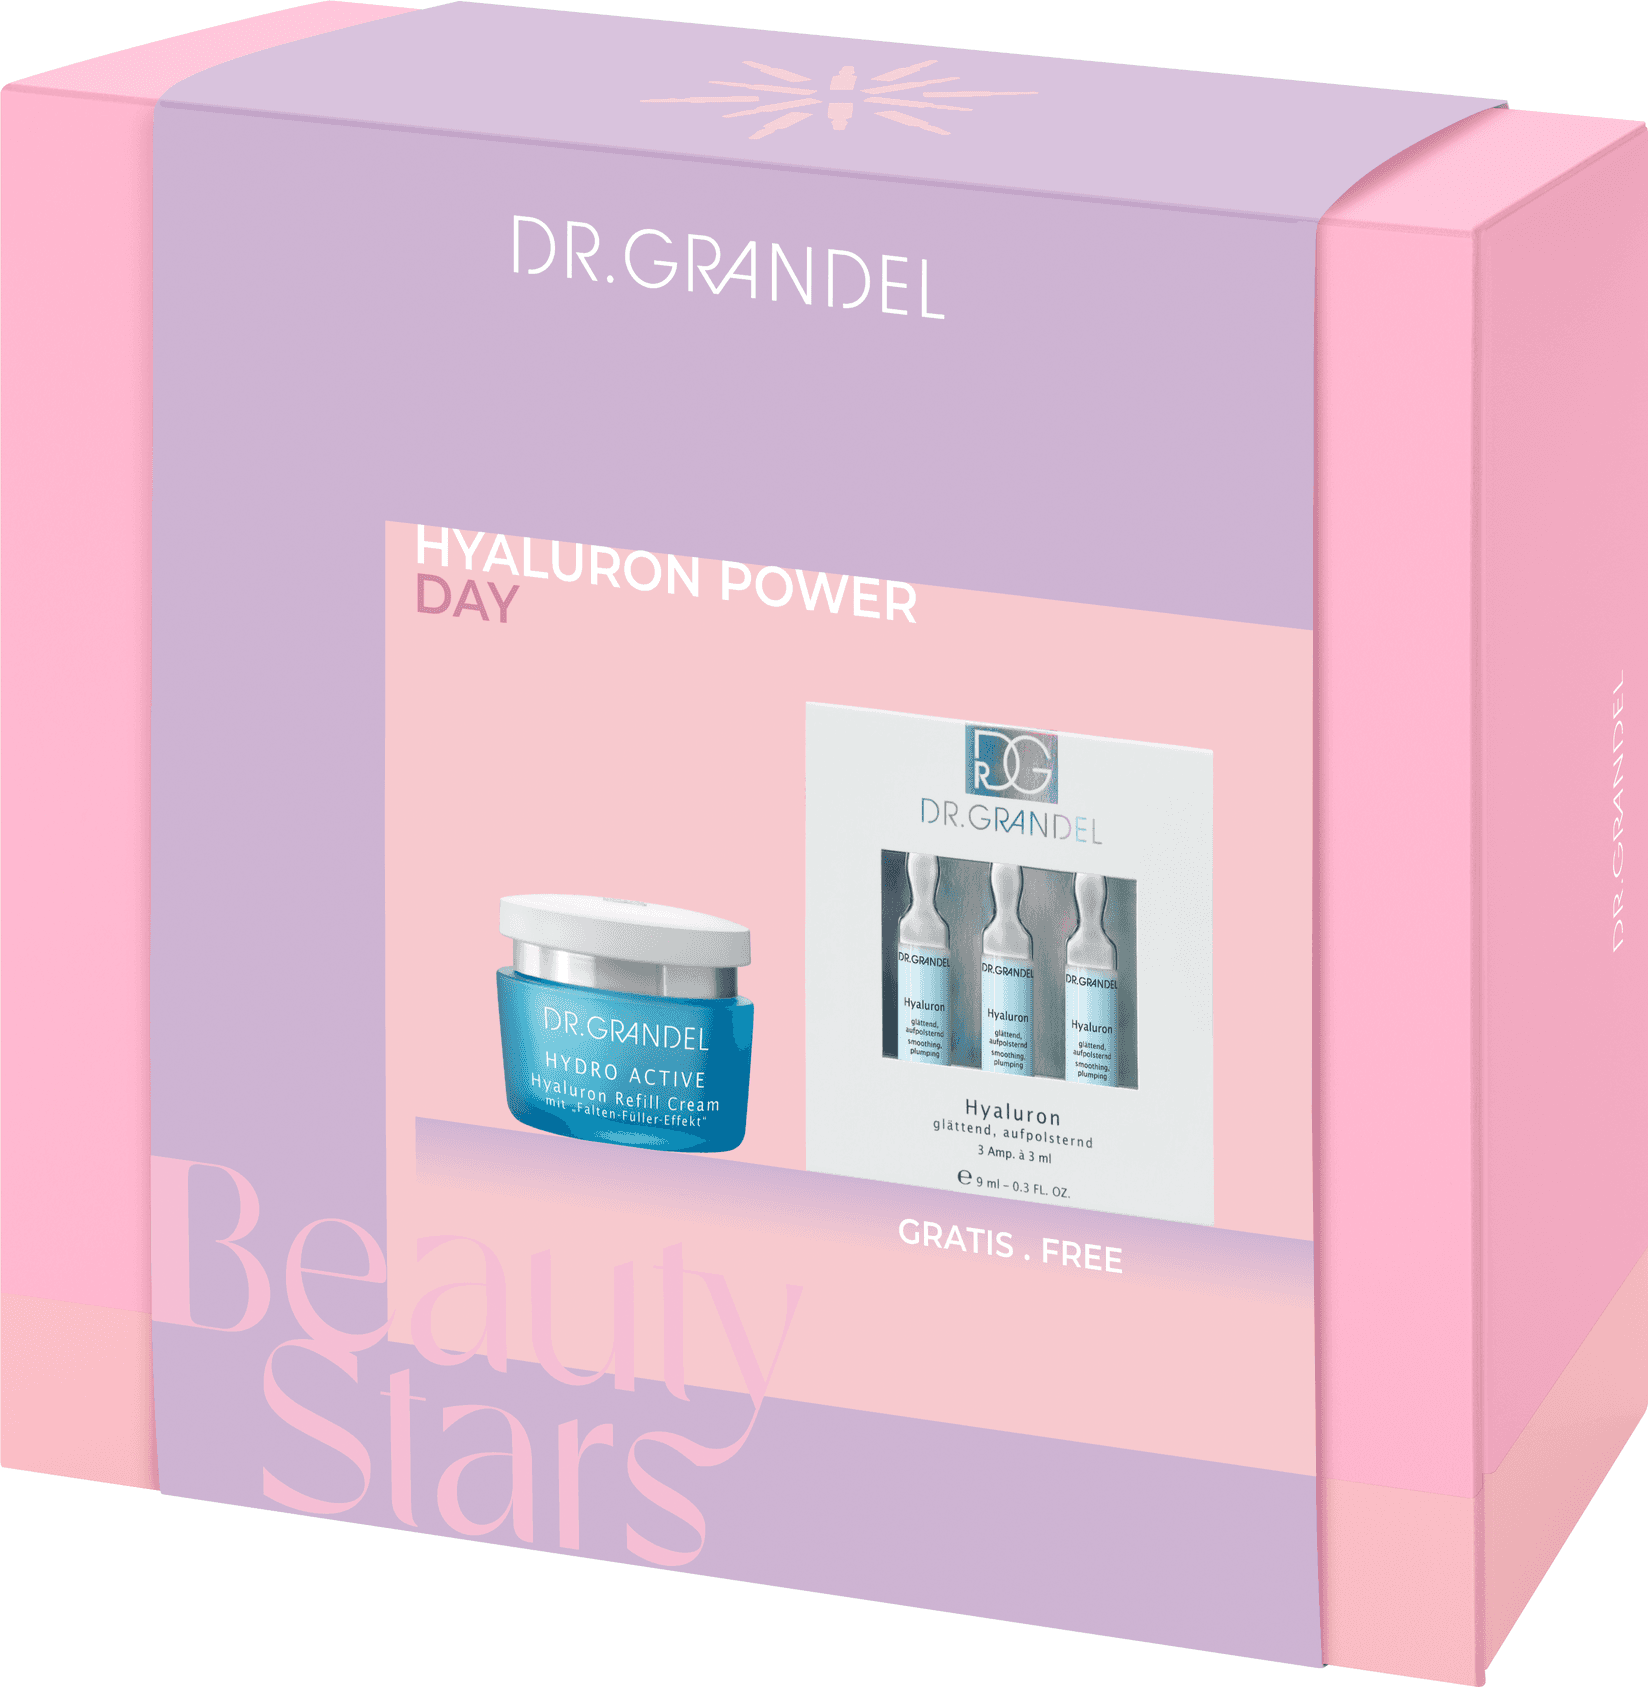 DR.GRANDEL
HYALURON POWER
DAY
DRG
DR.GRANDEL
DR.GRANDEL
Hyaluron
glättend,
aufpolsternd
smoothing,
plumping
DR.GRANDEL
Hyaluron
glättend,
aufpolsternd
smoothing,
plumping
DR.GRANDEL
Hyaluron
glättend,
aufpolsternd
smoothing,
plumping
Hyaluron
glättend, aufpolsternd
3 Amp. à 3 ml
℮ 9 ml – 0.3 FL. OZ.
DR.GRANDEL
HYDRO ACTIVE
Hyaluron Refill Cream
mit „Falten-Füller-Effekt“
GRATIS . FREE
Beauty
Stars
DR.GRANDEL